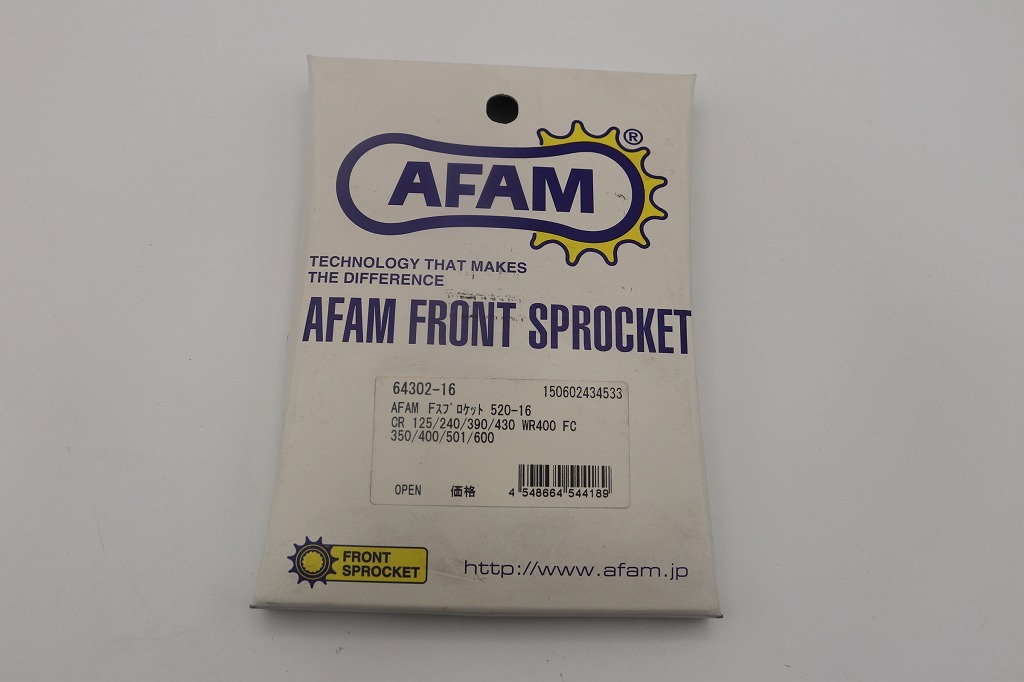 AFAM®
TECHNOLOGY THAT MAKES
THE DIFFERENCE
AFAM FRONT SPROCKET
64302-16 150602434533
AFAM Fスプロケット 520-16
CR 125/240/390/430 WR400 FC
350/400/501/600
OPEN 価格
4 548664 544189
FRONT
SPROCKET
http://www.afam.jp